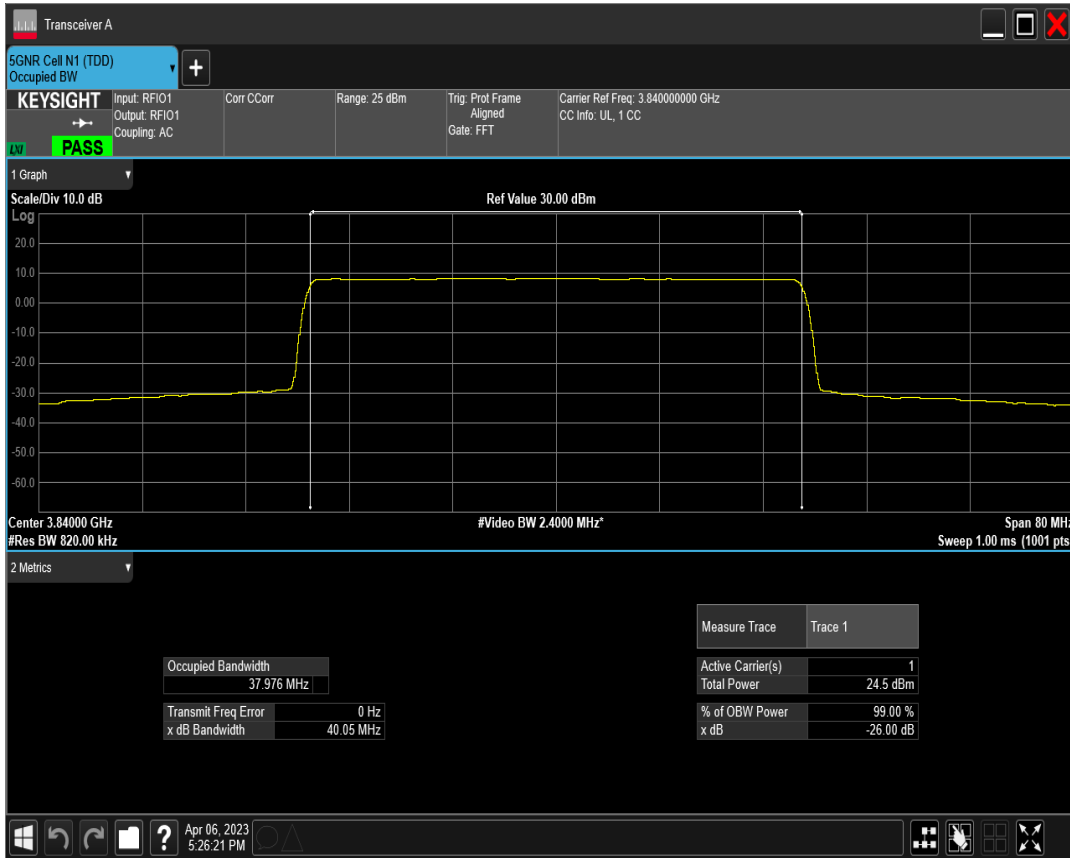 Transceiver A
5GNR Cell N1 (TDD)
Occupied BW
+
KEYSIGHT
LXI
PASS
Input: RFIO1
Output: RFIO1
Coupling: AC
Corr CCorr
Range: 25 dBm
Trig: Prot Frame
Aligned
Gate: FFT
Carrier Ref Freq: 3.840000000 GHz
CC Info: UL, 1 CC
1 Graph
Scale/Div 10.0 dB
Ref Value 30.00 dBm
Log
20.0
10.0
0.00
-10.0
-20.0
-30.0
-40.0
-50.0
-60.0
Center 3.84000 GHz
#Video BW 2.4000 MHz*
Span 80 MHz
#Res BW 820.00 kHz
Sweep 1.00 ms (1001 pts
2 Metrics
Measure Trace Trace 1
Occupied Bandwidth
37.976 MHz
Active Carrier(s) 1
Total Power 24.5 dBm
Transmit Freq Error 0 Hz
x dB Bandwidth 40.05 MHz
% of OBW Power 99.00 %
x dB -26.00 dB
?
Apr 06, 2023
5:26:21 PM